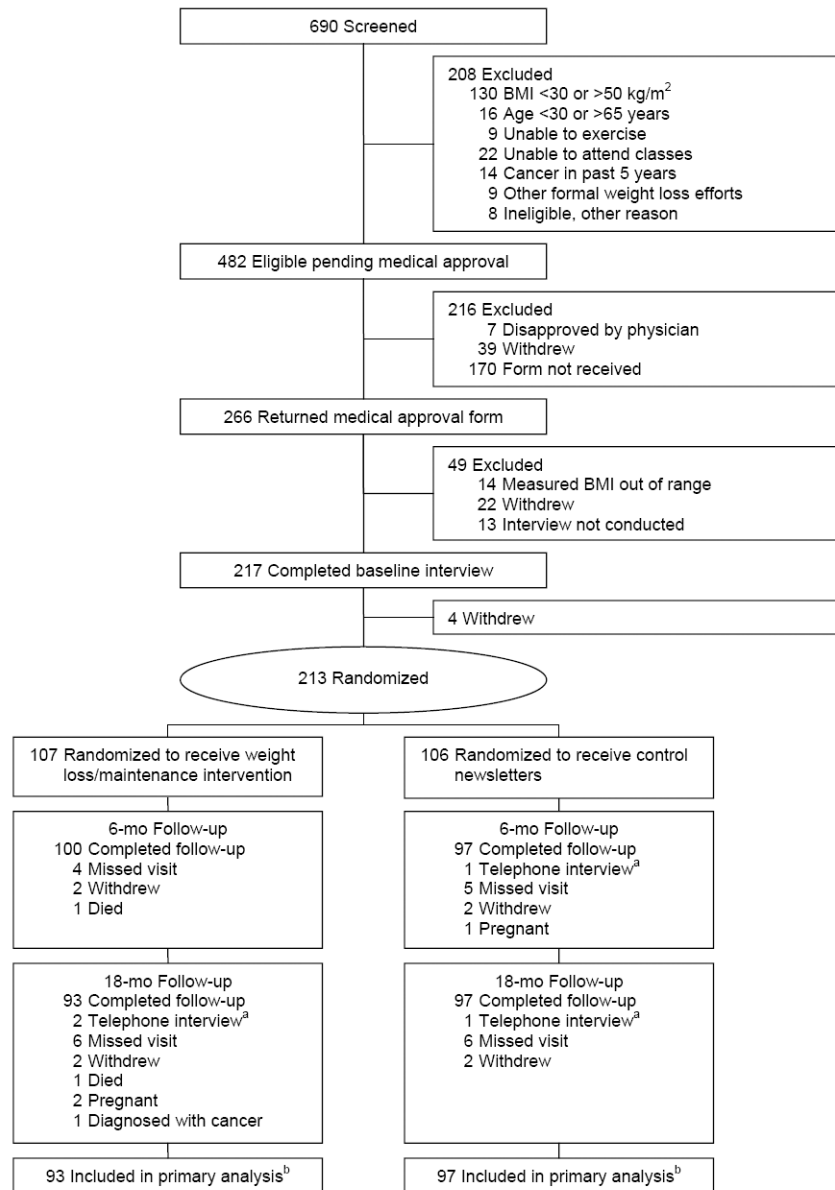 690 Screened
208 Excluded
130 BMI <30 or >50 kg/m²
16 Age <30 or >65 years
9 Unable to exercise
22 Unable to attend classes
14 Cancer in past 5 years
9 Other formal weight loss efforts
8 Ineligible, other reason
482 Eligible pending medical approval
216 Excluded
7 Disapproved by physician
39 Withdrew
170 Form not received
266 Returned medical approval form
49 Excluded
14 Measured BMI out of range
22 Withdrew
13 Interview not conducted
217 Completed baseline interview
4 Withdrew
213 Randomized
107 Randomized to receive weight
loss/maintenance intervention
106 Randomized to receive control
newsletters
6-mo Follow-up
100 Completed follow-up
4 Missed visit
2 Withdrew
1 Died
6-mo Follow-up
97 Completed follow-up
1 Telephone interviewᵃ
5 Missed visit
2 Withdrew
1 Pregnant
18-mo Follow-up
93 Completed follow-up
2 Telephone interviewᵃ
6 Missed visit
2 Withdrew
1 Died
2 Pregnant
1 Diagnosed with cancer
18-mo Follow-up
97 Completed follow-up
1 Telephone interviewᵃ
6 Missed visit
2 Withdrew
93 Included in primary analysisᵇ
97 Included in primary analysisᵇ